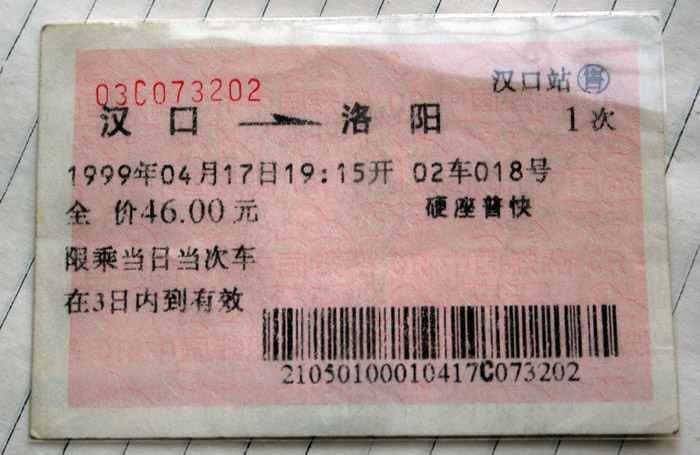 汉口站 售
03C073202
汉口 洛阳 1次
1999年04月17日19:15开 02车018号
全 价46.00元 硬座普快
限乘当日当次车
在3日内到有效
21050100010417C073202